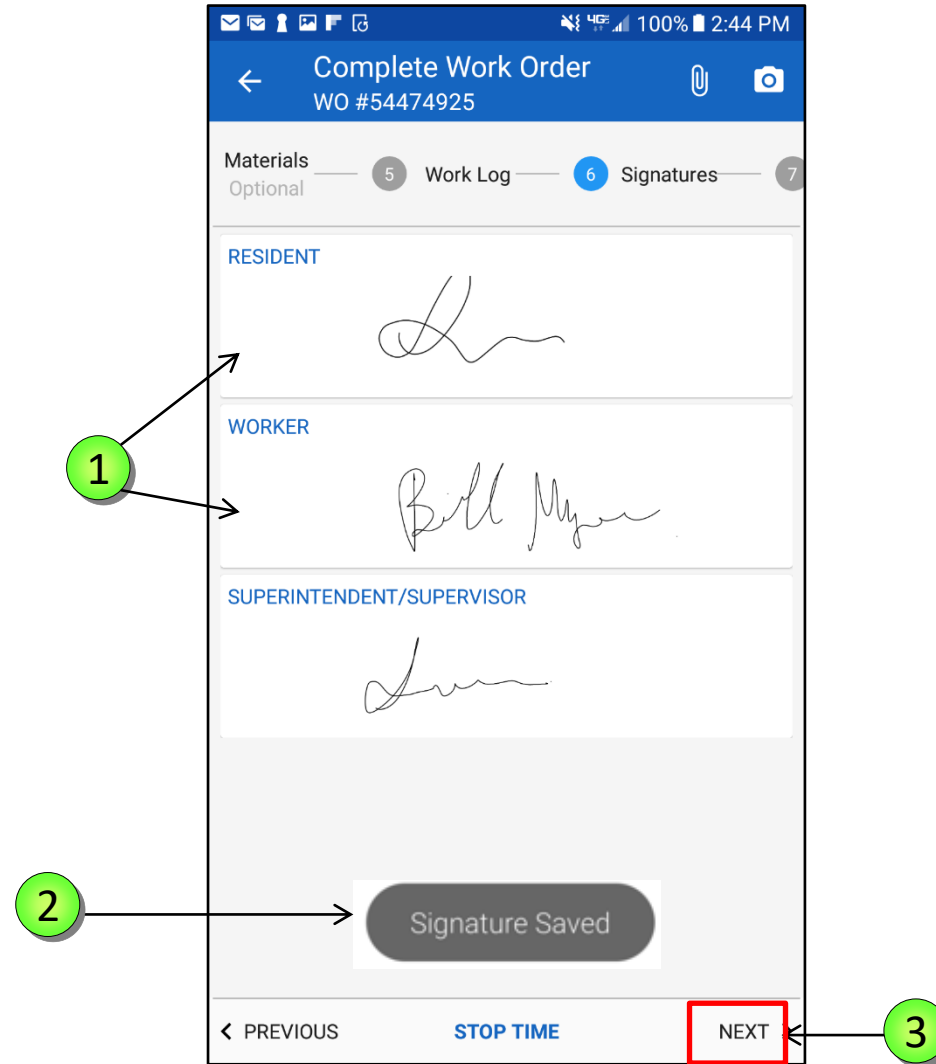 100% 2:44 PM
Complete Work Order
WO #54474925
Materials
Optional
5 Work Log 6 Signatures 7
RESIDENT
1
WORKER
Bill
SUPERINTENDENT/SUPERVISOR
2
Signature Saved
PREVIOUS STOP TIME NEXT
3